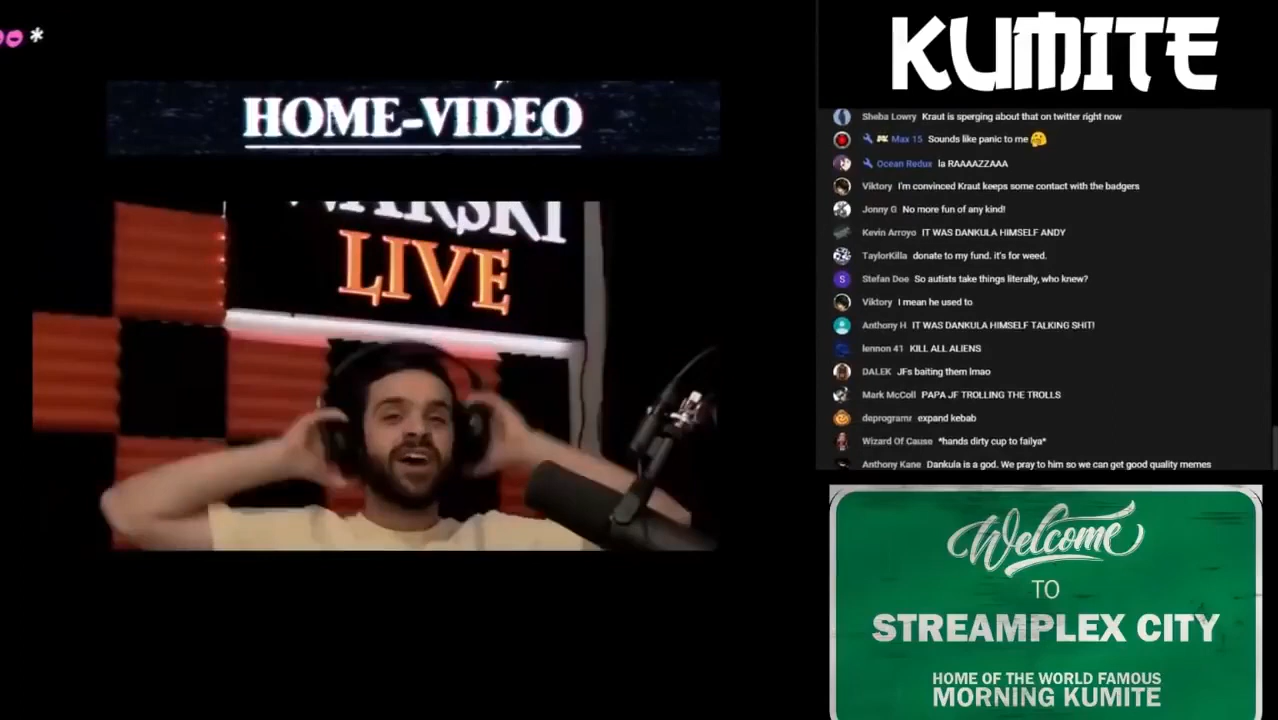 HOME-VIDEO
WARSKI
LIVE
KUMITE
Sheba Lowry Kraut is sperging about that on twitter right now
Max 15 Sounds like panic to me
Ocean Redux la RAAAAZZAAA
Viktory I'm convinced Kraut keeps some contact with the badgers
Jonny G No more fun of any kind!
Kevin Arroyo IT WAS DANKULA HIMSELF ANDY
TaylorKilla donate to my fund. it's for weed.
S Stefan Doe So autists take things literally, who knew?
Viktory I mean he used to
Anthony H IT WAS DANKULA HIMSELF TALKING SHIT!
lennon 41 KILL ALL ALIENS
DALEK JFs baiting them lmao
Mark McColl PAPA JF TROLLING THE TROLLS
deprogramr expand kebab
Wizard Of Cause *hands dirty cup to failya*
Anthony Kane Dankula is a god. We pray to him so we can get good quality memes
Welcome
TO
STREAMPLEX CITY
HOME OF THE WORLD FAMOUS
MORNING KUMITE